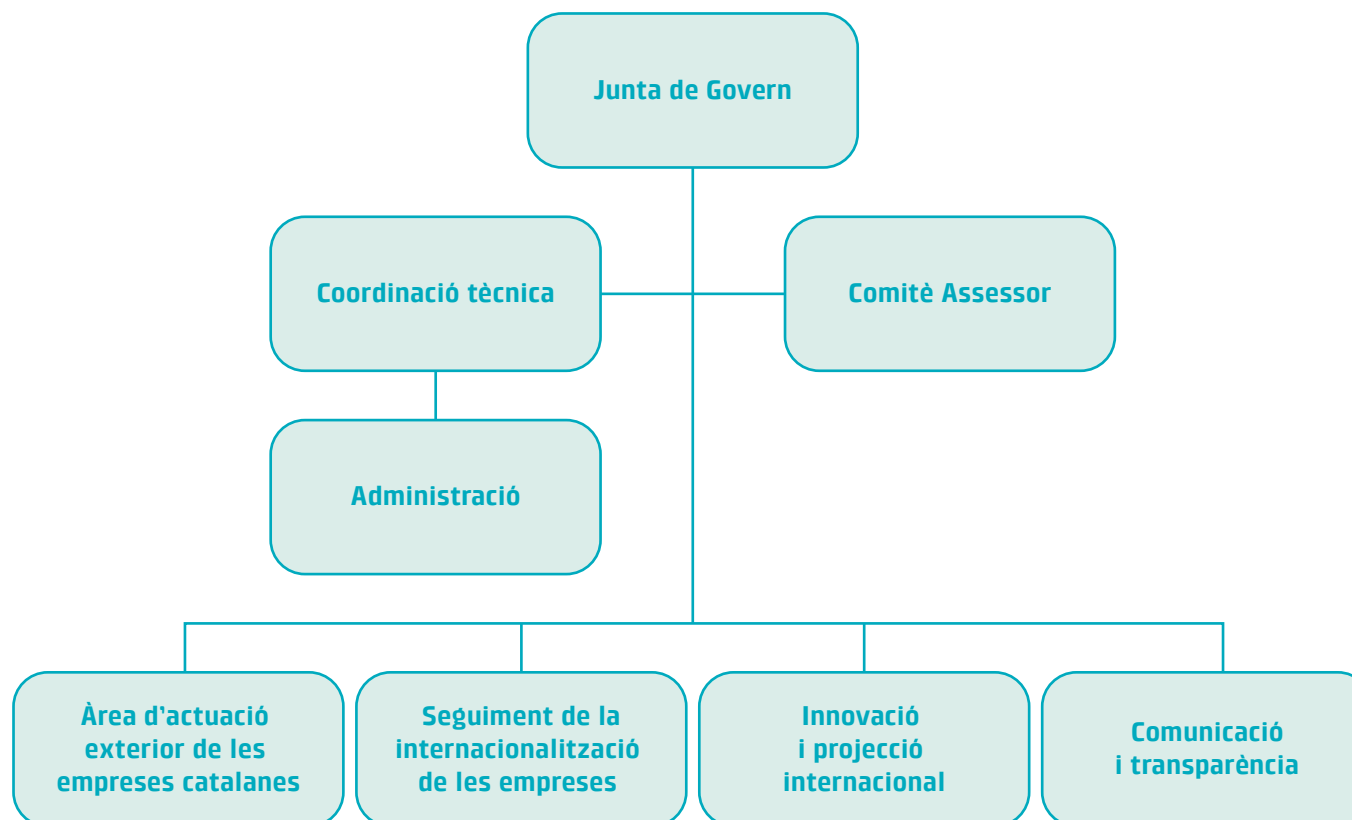 Junta de Govern
Coordinació tècnica
Comitè Assessor
Administració
Àrea d'actuació
exterior de les
empreses catalanes
Seguiment de la
internacionalització
de les empreses
Innovació
i projecció
internacional
Comunicació
i transparència